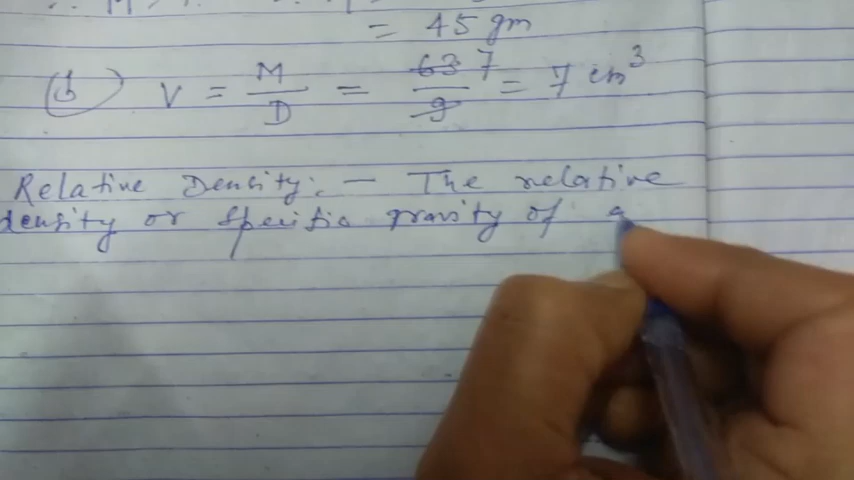 = 45 gm
(b) V = M/D = 63/9 7 = 7 cm³
Relative Density: — The relative
density or specific gravity of a